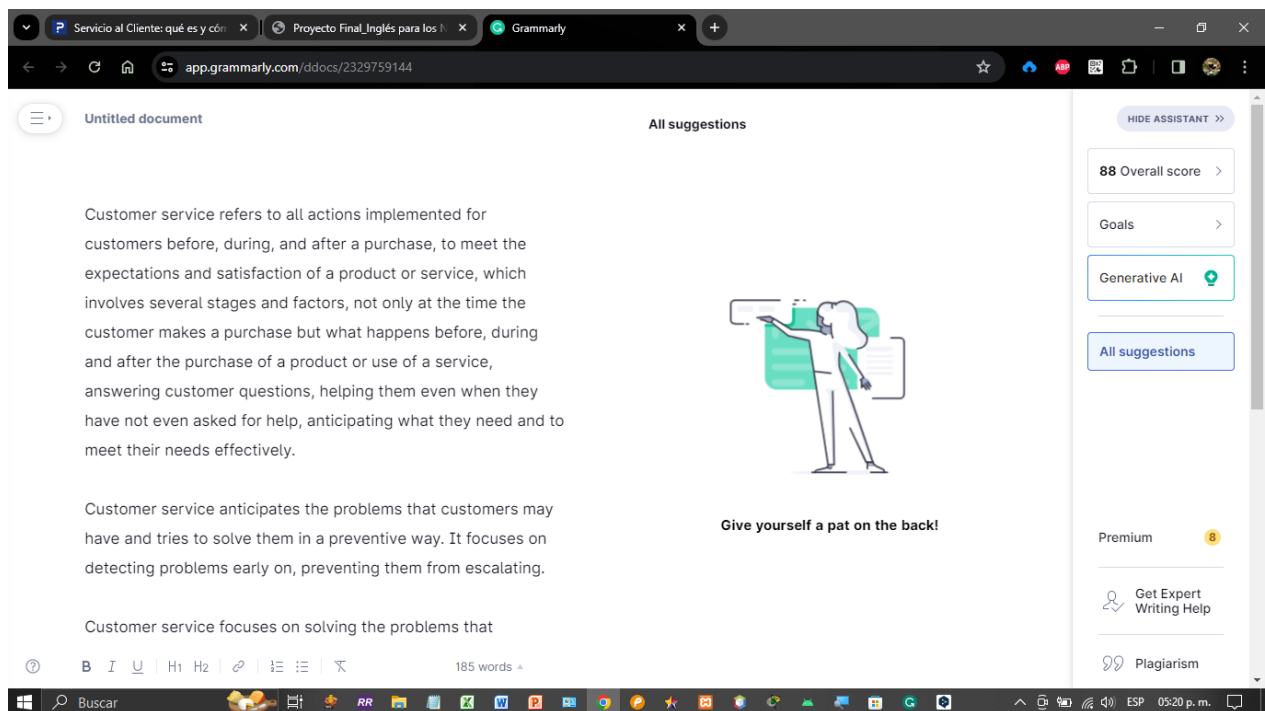 Servicio al Cliente: qué es y cóm
Proyecto Final_Inglés para los N
Grammarly
app.grammarly.com/ddocs/2329759144
ABP
Untitled document
All suggestions
HIDE ASSISTANT
88 Overall score
Goals
Generative AI
All suggestions
Customer service refers to all actions implemented for
customers before, during, and after a purchase, to meet the
expectations and satisfaction of a product or service, which
involves several stages and factors, not only at the time the
customer makes a purchase but what happens before, during
and after the purchase of a product or use of a service,
answering customer questions, helping them even when they
have not even asked for help, anticipating what they need and to
meet their needs effectively.
Customer service anticipates the problems that customers may
have and tries to solve them in a preventive way. It focuses on
detecting problems early on, preventing them from escalating.
Customer service focuses on solving the problems that
Give yourself a pat on the back!
Premium 8
Get Expert
Writing Help
Plagiarism
B I U H1 H2
185 words
Buscar
RR
ESP 05:20 p. m.